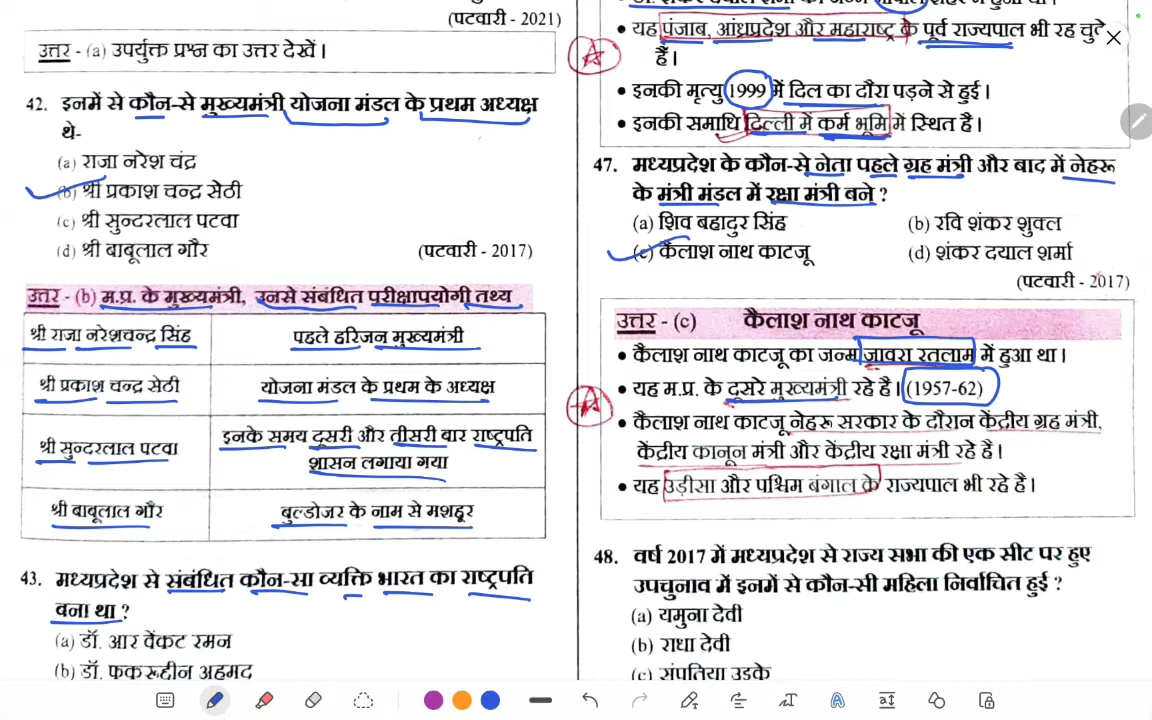 (पटवारी - 2021)
उत्तर - (a) उपर्युक्त प्रश्न का उत्तर देखें।
42. इनमें से कौन-से मुख्यमंत्री योजना मंडल के प्रथम अध्यक्ष
थे-
(a) राजा नरेश चंद्र
(b) श्री प्रकाश चन्द्र सेठी
(c) श्री सुन्दरलाल पटवा
(d) श्री बाबूलाल गौर (पटवारी - 2017)
उत्तर - (b) म.प्र. के मुख्यमंत्री, उनसे संबंधित परीक्षापयोगी तथ्य
श्री राजा नरेशचन्द्र सिंह पहले हरिजन मुख्यमंत्री
श्री प्रकाश चन्द्र सेठी योजना मंडल के प्रथम के अध्यक्ष
श्री सुन्दरलाल पटवा इनके समय दूसरी और तीसरी बार राष्ट्रपति
शासन लगाया गया
श्री बाबूलाल गौर बुल्डोजर के नाम से मशहूर
43. मध्यप्रदेश से संबंधित कौन-सा व्यक्ति भारत का राष्ट्रपति
बना था ?
(a) डॉ. आर वेंकट रमन
(b) डॉ. फकरूद्दीन अहमद
• यह पंजाब, आंध्रप्रदेश और महाराष्ट्र के पूर्व राज्यपाल भी रह चुके
हैं।
• इनकी मृत्यु 1999 में दिल का दौरा पड़ने से हुई।
• इनकी समाधि दिल्ली में कर्म भूमि में स्थित है।
47. मध्यप्रदेश के कौन-से नेता पहले ग्रह मंत्री और बाद में नेहरू
के मंत्री मंडल में रक्षा मंत्री बने ?
(a) शिव बहादुर सिंह (b) रवि शंकर शुक्ल
(c) कैलाश नाथ काटजू (d) शंकर दयाल शर्मा
(पटवारी - 2017)
उत्तर - (c) कैलाश नाथ काटजू
• कैलाश नाथ काटजू का जन्म जावरा रतलाम में हुआ था।
• यह म.प्र. के दूसरे मुख्यमंत्री रहे है। (1957-62)
• कैलाश नाथ काटजू नेहरू सरकार के दौरान केंद्रीय ग्रह मंत्री,
केंद्रीय कानून मंत्री और केंद्रीय रक्षा मंत्री रहे है।
• यह उड़ीसा और पश्चिम बंगाल के राज्यपाल भी रहे है।
48. वर्ष 2017 में मध्यप्रदेश से राज्य सभा की एक सीट पर हुए
उपचुनाव में इनमें से कौन-सी महिला निर्वाचित हुई ?
(a) यमुना देवी
(b) राधा देवी
(c) संपतिया उइके